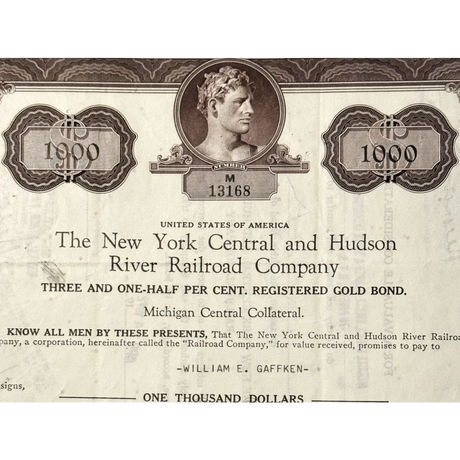 $1000
$1000
NUMBER
M
13168
UNITED STATES OF AMERICA
The New York Central and Hudson
River Railroad Company
THREE AND ONE-HALF PER CENT. REGISTERED GOLD BOND.
Michigan Central Collateral.
KNOW ALL MEN BY THESE PRESENTS, That The New York Central and Hudson River Railroa
pany, a corporation, hereinafter called the "Railroad Company," for value received, promises to pay to
-WILLIAM E. GAFFKEN-
signs,
ONE THOUSAND DOLLARS